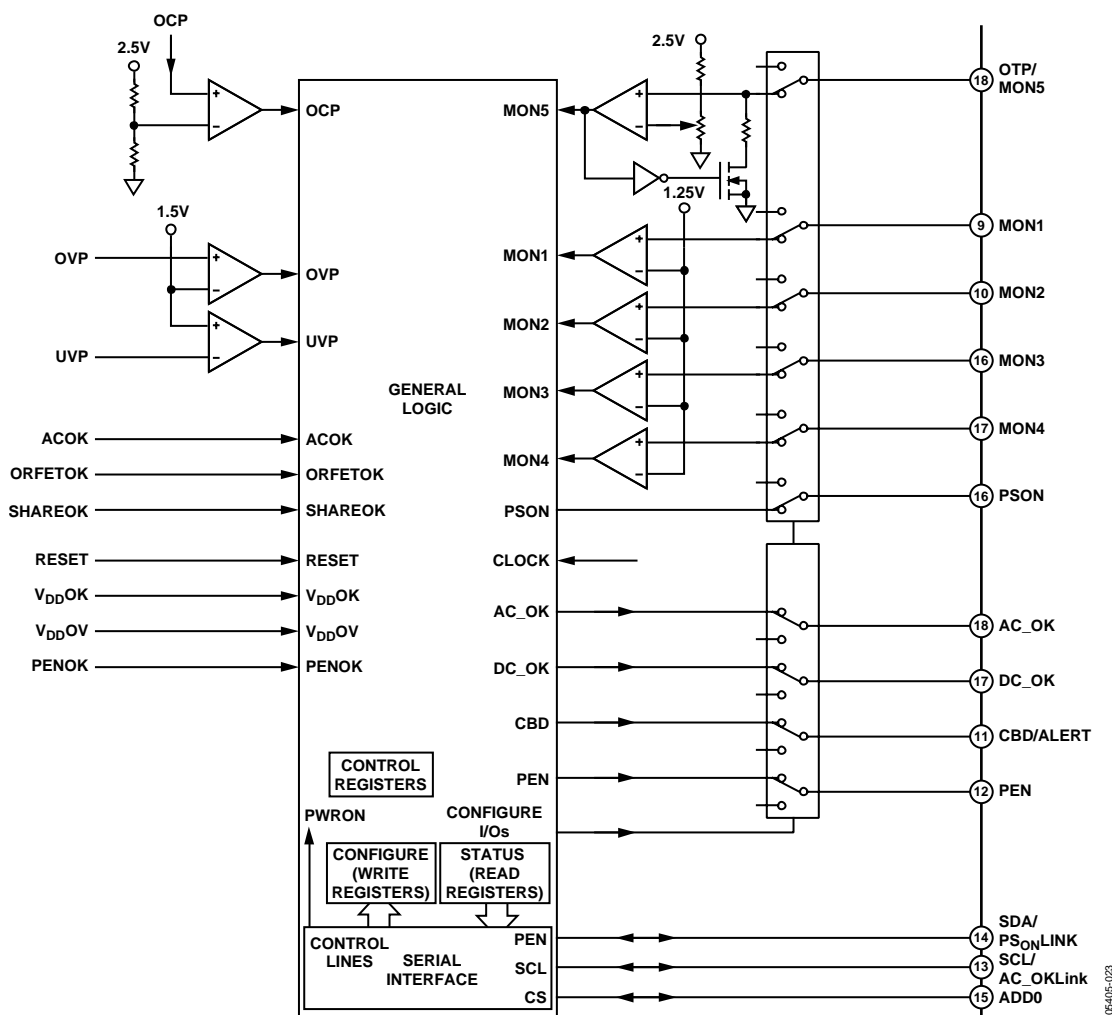 OCP
2.5V
+
−
OCP
1.5V
OVP
+
−
OVP
+
−
UVP
UVP
ACOK
ACOK
ORFETOK
ORFETOK
SHAREOK
SHAREOK
RESET
RESET
VDDOK
VDDOK
VDDOV
VDDOV
PENOK
PENOK
GENERAL
LOGIC
CONTROL
REGISTERS
PWRON
CONFIGURE
(WRITE
REGISTERS)
STATUS
(READ
REGISTERS)
CONTROL
LINES
SERIAL
INTERFACE
MON5
+
−
2.5V
1.25V
MON1
+
−
MON2
+
−
MON3
+
−
MON4
+
−
PSON
CLOCK
AC_OK
DC_OK
CBD
PEN
CONFIGURE
I/Os
PEN
SCL
CS
18 OTP/
MON5
9 MON1
10 MON2
16 MON3
17 MON4
16 PSON
18 AC_OK
17 DC_OK
11 CBD/ALERT
12 PEN
SDA/
14 PSONLINK
13 SCL/
AC_OKLink
15 ADD0
05405-023